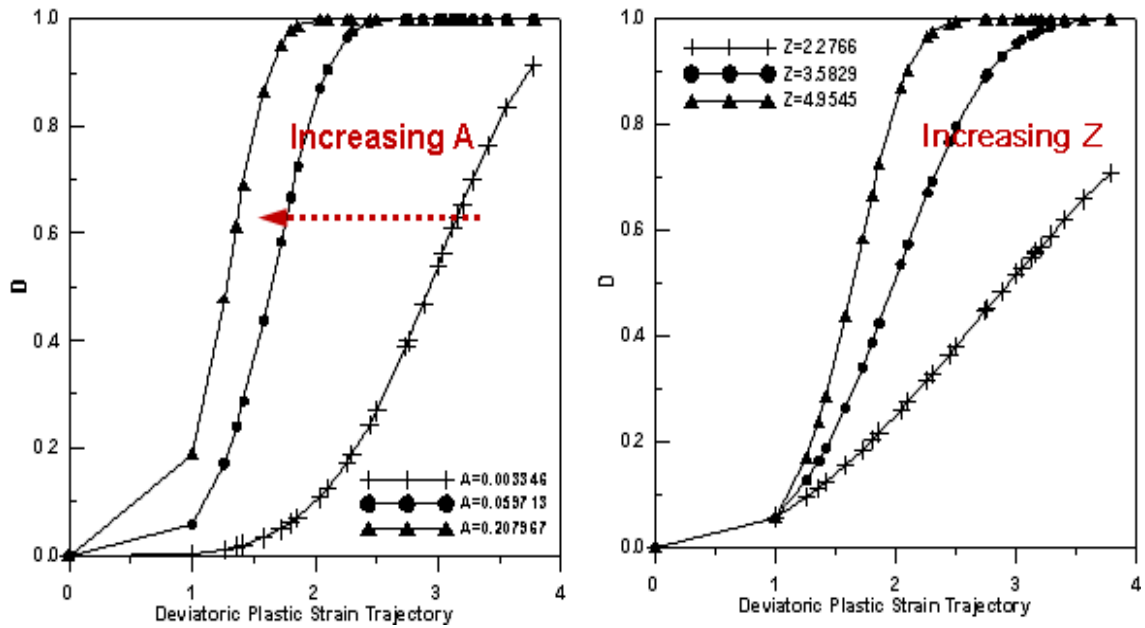 1.0
0.8
0.6
0.4
0.2
0.0
D
Increasing A
A=0.003346
A=0.059713
A=0.207967
0 1 2 3 4
Deviatoric Plastic Strain Trajectory
1.0
0.8
0.6
0.4
0.2
0.0
D
Z=2.2766
Z=3.5829
Z=4.9545
Increasing Z
0 1 2 3 4
Deviatoric Plastic Strain Trajectory